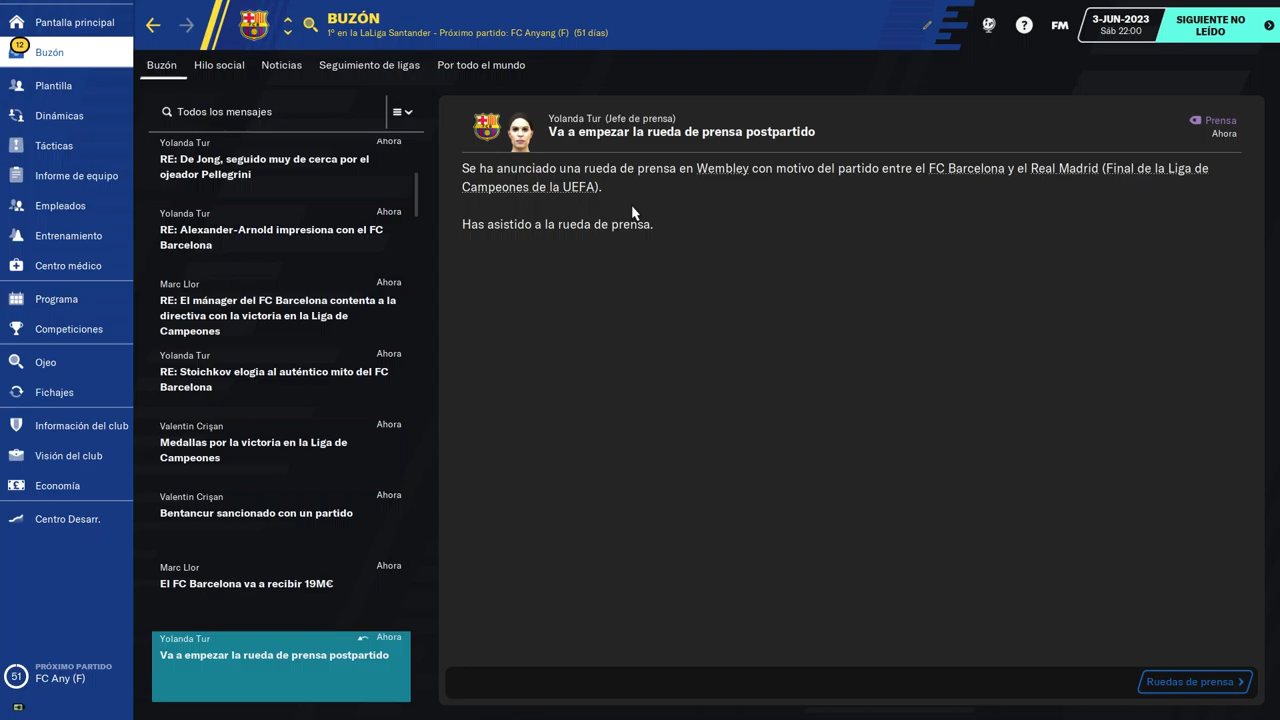 Pantalla principal
12
Buzón
Plantilla
Dinámicas
Tácticas
Informe de equipo
Empleados
Entrenamiento
Centro médico
Programa
Competiciones
Ojeo
Fichajes
Información del club
Visión del club
Economía
Centro Desarr.
51
PRÓXIMO PARTIDO
FC Any (F)
BUZÓN
1º en la LaLiga Santander - Próximo partido: FC Anyang (F) (51 días)
FM
3-JUN-2023
Sáb 22:00
SIGUIENTE NO
LEÍDO
Buzón
Hilo social
Noticias
Seguimiento de ligas
Por todo el mundo
Todos los mensajes
Yolanda Tur
Ahora
RE: De Jong, seguido muy de cerca por el
ojeador Pellegrini
Yolanda Tur
Ahora
RE: Alexander-Arnold impresiona con el FC
Barcelona
Marc Llor
Ahora
RE: El mánager del FC Barcelona contenta a la
directiva con la victoria en la Liga de
Campeones
Yolanda Tur
Ahora
RE: Stoichkov elogia al auténtico mito del FC
Barcelona
Valentin Crişan
Ahora
Medallas por la victoria en la Liga de
Campeones
Valentin Crişan
Ahora
Bentancur sancionado con un partido
Marc Llor
Ahora
El FC Barcelona va a recibir 19M€
Yolanda Tur
Ahora
Va a empezar la rueda de prensa postpartido
Yolanda Tur (Jefe de prensa)
Va a empezar la rueda de prensa postpartido
Prensa
Ahora
Se ha anunciado una rueda de prensa en Wembley con motivo del partido entre el FC Barcelona y el Real Madrid (Final de la Liga de
Campeones de la UEFA).
Has asistido a la rueda de prensa.
Ruedas de prensa